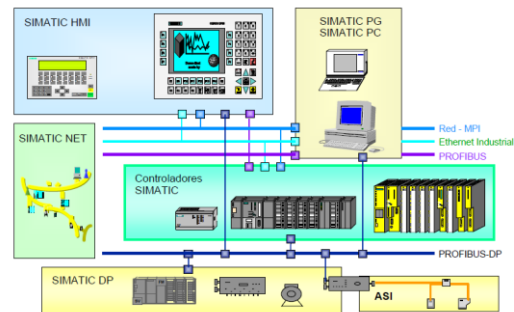 SIMATIC HMI
SIMATIC PG
SIMATIC PC
SIMATIC NET
Red - MPI
Ethernet Industrial
PROFIBUS
Controladores
SIMATIC
PROFIBUS-DP
SIMATIC DP
ASI